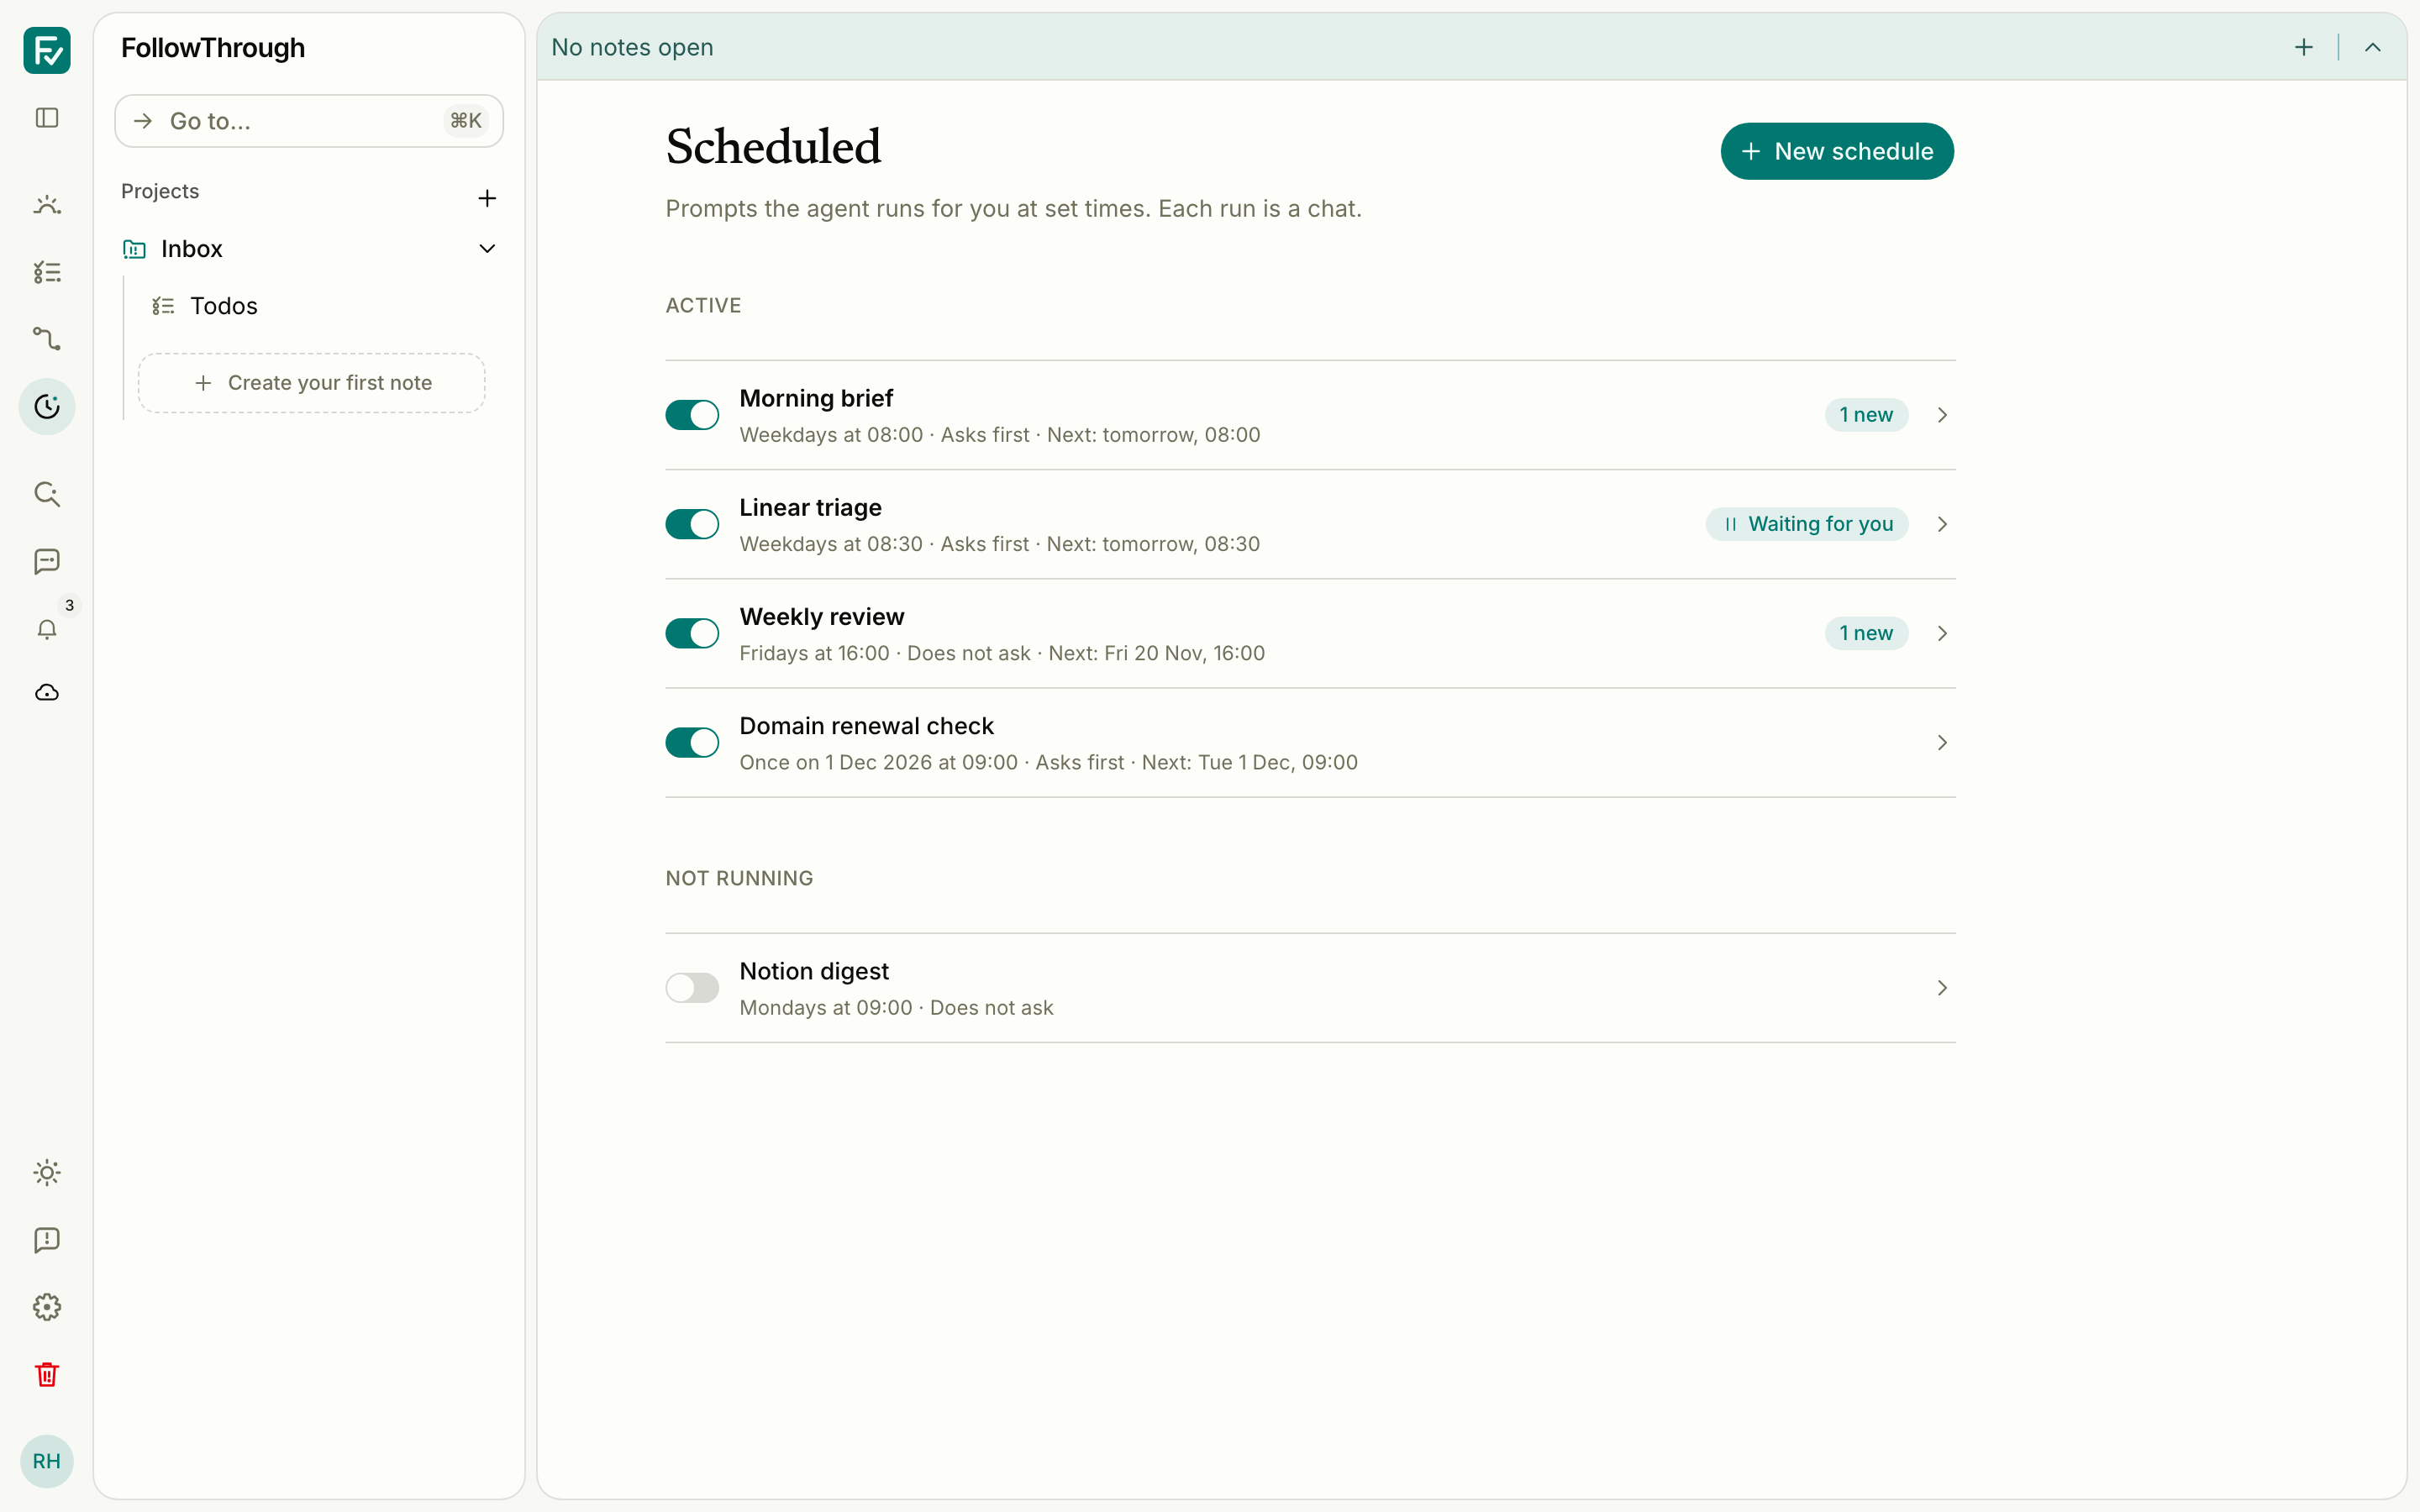 FollowThrough
Go to...
⌘K
Projects
Inbox
Todos
Create your first note
3
RH
No notes open
Scheduled
New schedule
Prompts the agent runs for you at set times. Each run is a chat.
ACTIVE
Morning brief
Weekdays at 08:00 · Asks first · Next: tomorrow, 08:00
1 new
Linear triage
Weekdays at 08:30 · Asks first · Next: tomorrow, 08:30
Waiting for you
Weekly review
Fridays at 16:00 · Does not ask · Next: Fri 20 Nov, 16:00
1 new
Domain renewal check
Once on 1 Dec 2026 at 09:00 · Asks first · Next: Tue 1 Dec, 09:00
NOT RUNNING
Notion digest
Mondays at 09:00 · Does not ask